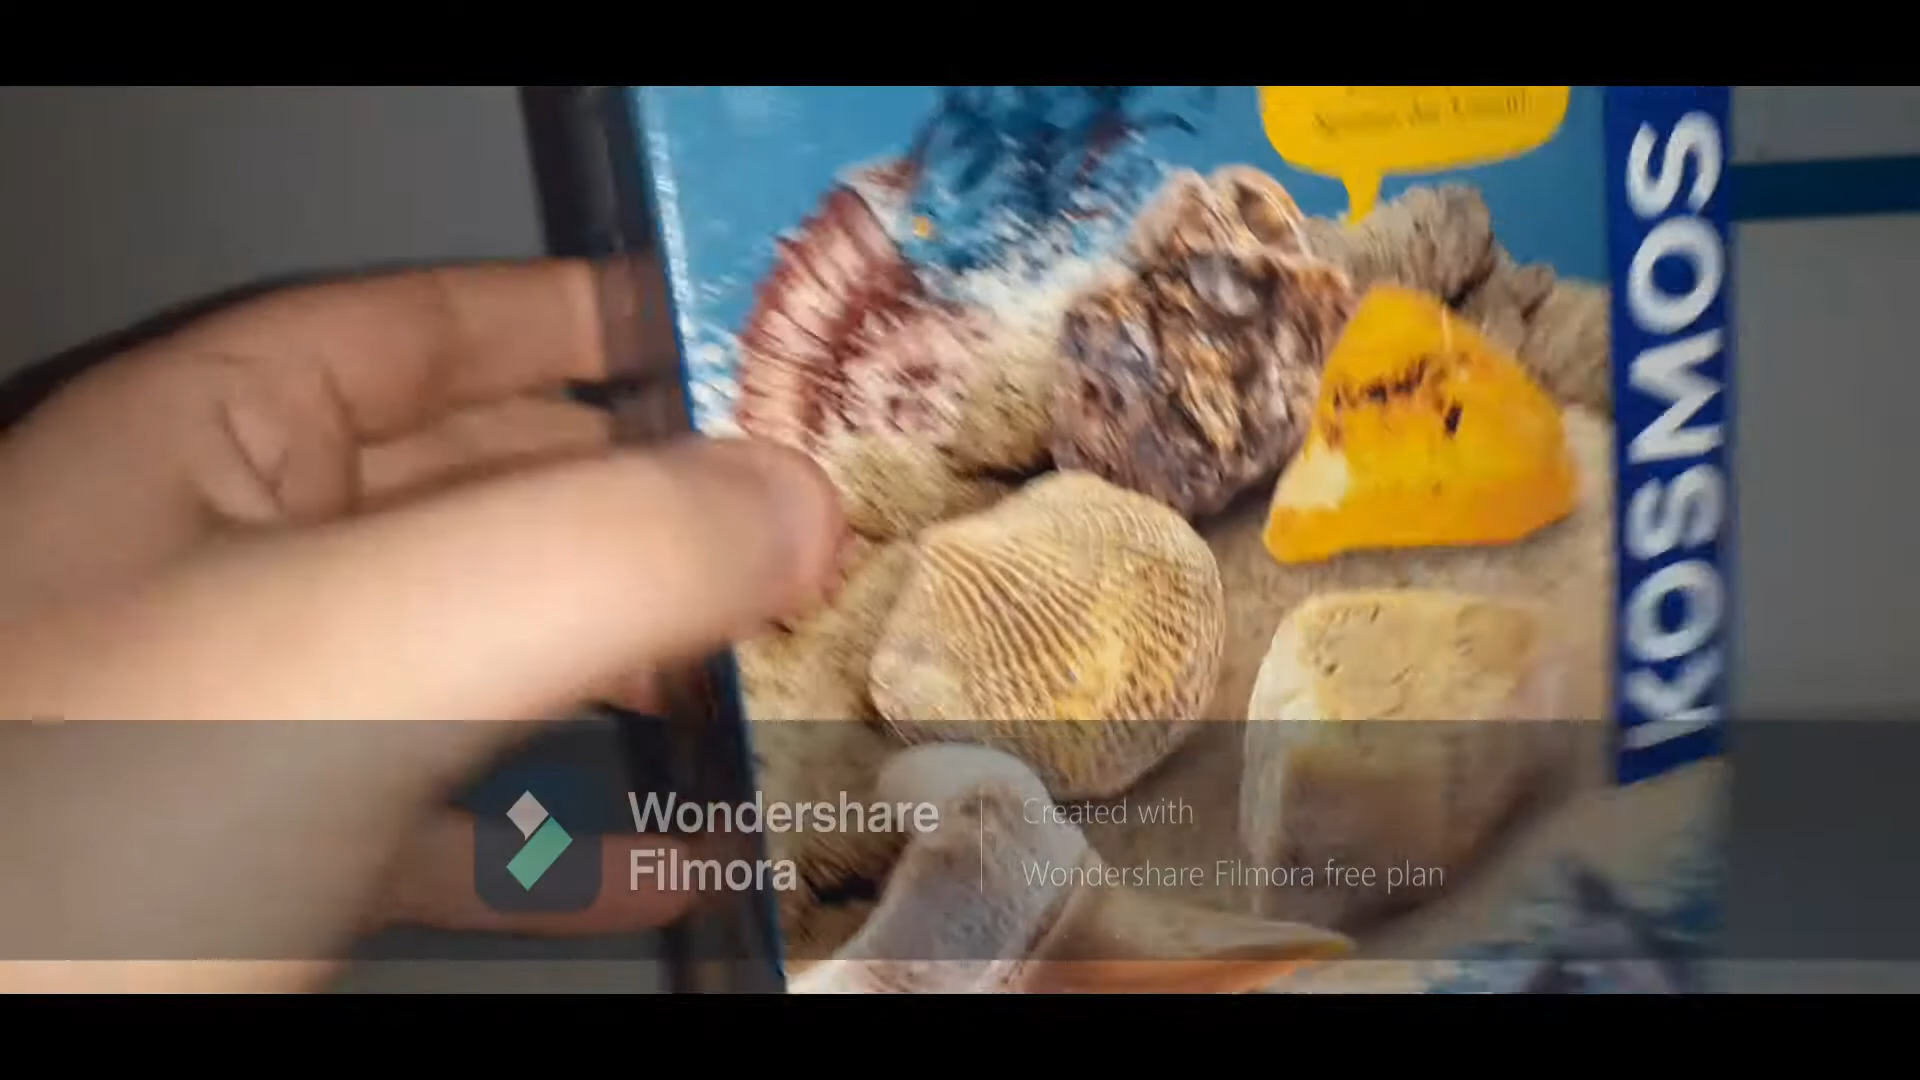 KOSMOS
Wondershare
Filmora
Created with
Wondershare Filmora free plan